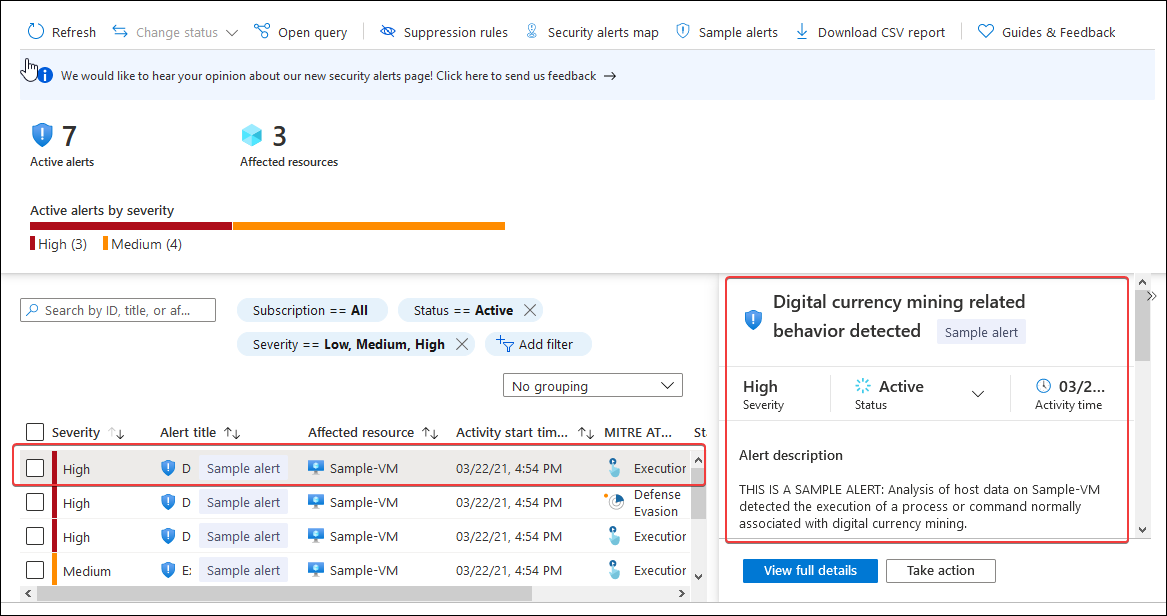 Refresh Change status Open query Suppression rules Security alerts map Sample alerts Download CSV report Guides & Feedback
We would like to hear your opinion about our new security alerts page! Click here to send us feedback →
7
Active alerts
3
Affected resources
Active alerts by severity
High (3) Medium (4)
Search by ID, title, or af...
Subscription == All
Status == Active
Severity == Low, Medium, High
Add filter
No grouping
Severity Alert title Affected resource Activity start tim... MITRE AT... St
High D Sample alert Sample-VM 03/22/21, 4:54 PM Execution
High D Sample alert Sample-VM 03/22/21, 4:54 PM Defense Evasion
High D Sample alert Sample-VM 03/22/21, 4:54 PM Execution
Medium E: Sample alert Sample-VM 03/22/21, 4:54 PM Execution
Digital currency mining related
behavior detected Sample alert
High Active 03/2...
Severity Status Activity time
Alert description
THIS IS A SAMPLE ALERT: Analysis of host data on Sample-VM
detected the execution of a process or command normally
associated with digital currency mining.
View full details Take action